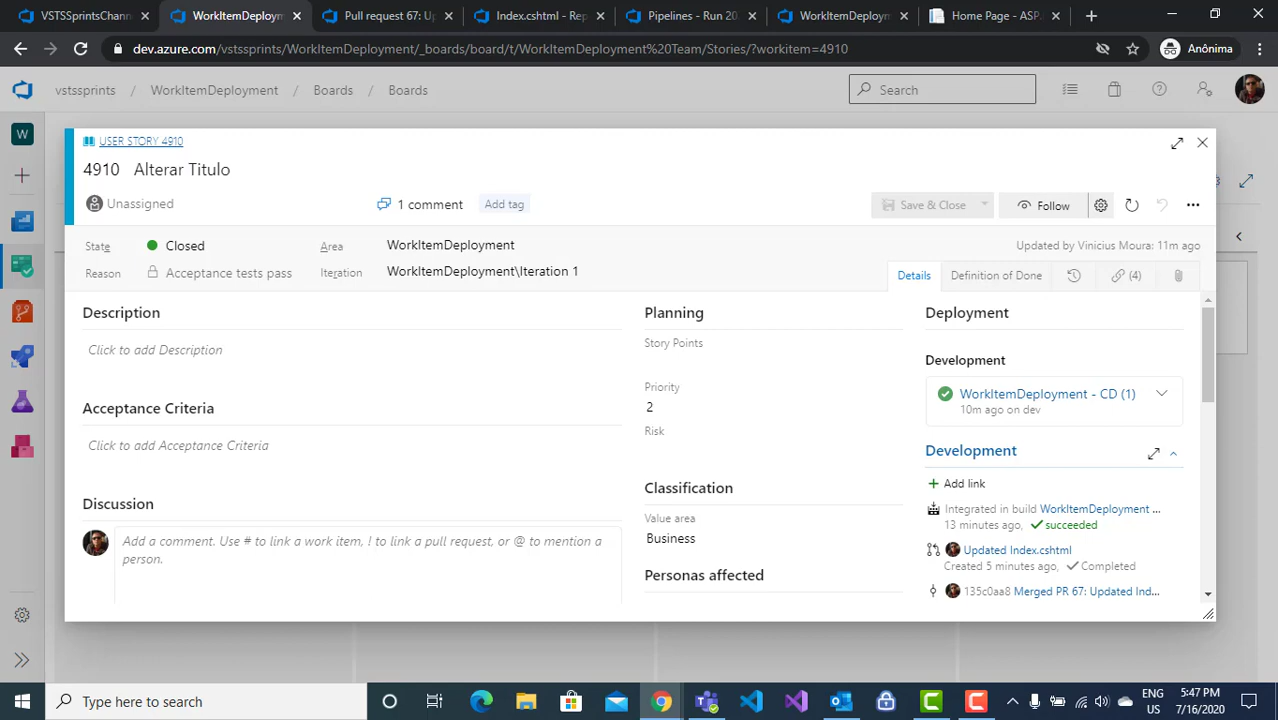 VSTSSprintsChann
WorkItemDeploym
Pull request 67: U
Index.cshtml - Rep
Pipelines - Run 20
WorkItemDeploym
Home Page - ASP.
dev.azure.com/vstssprints/WorkItemDeployment/_boards/board/t/WorkItemDeployment%20Team/Stories/?workitem=4910
Anônima
vstssprints / WorkItemDeployment / Boards / Boards
Search
W
USER STORY 4910
4910 Alterar Titulo
Unassigned
1 comment
Add tag
Save & Close
Follow
State Closed
Area WorkItemDeployment
Updated by Vinicius Moura: 11m ago
Reason Acceptance tests pass
Iteration WorkItemDeployment\Iteration 1
Details
Definition of Done
(4)
Description
Click to add Description
Acceptance Criteria
Click to add Acceptance Criteria
Discussion
Add a comment. Use # to link a work item, ! to link a pull request, or @ to mention a
person.
Planning
Story Points
Priority
2
Risk
Classification
Value area
Business
Personas affected
Deployment
Development
WorkItemDeployment - CD (1)
10m ago on dev
Development
Add link
Integrated in build WorkItemDeployment ...
13 minutes ago, succeeded
Updated Index.cshtml
Created 5 minutes ago, Completed
135c0aa8 Merged PR 67: Updated Ind...
Type here to search
ENG
US
5:47 PM
7/16/2020